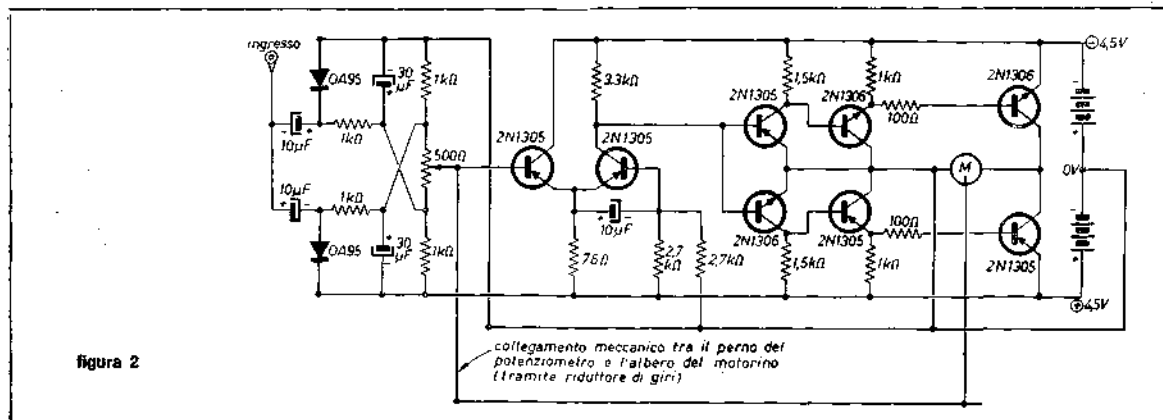 ingresso
OA95
30 µF
1kΩ
⊖4,5V
3.3kΩ
1,5kΩ
1kΩ
2N1306
2N1305
2N1306
10µF
1kΩ
100Ω
2N1305
2N1305
500Ω
M
0V
10µF
1kΩ
100Ω
10µF
2N1306
2N1305
OA95
30 µF
1kΩ
2,7 kΩ
2,7kΩ
1,5kΩ
1kΩ
2N1305
⊕4,5V
collegamento meccanico tra il perno del
potenziometro e l'albero del motorino
(tramite riduttore di giri)
figura 2